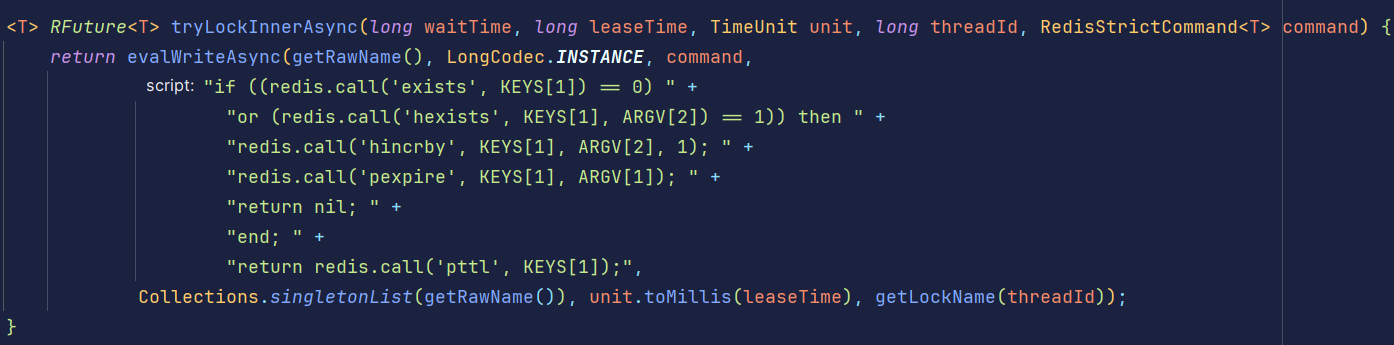 <T> RFuture<T> tryLockInnerAsync(long waitTime, long leaseTime, TimeUnit unit, long threadId, RedisStrictCommand<T> command) {
return evalWriteAsync(getRawName(), LongCodec.INSTANCE, command,
script: "if ((redis.call('exists', KEYS[1]) == 0) " +
"or (redis.call('hexists', KEYS[1], ARGV[2]) == 1)) then " +
"redis.call('hincrby', KEYS[1], ARGV[2], 1); " +
"redis.call('pexpire', KEYS[1], ARGV[1]); " +
"return nil; " +
"end; " +
"return redis.call('pttl', KEYS[1]);",
Collections.singletonList(getRawName()), unit.toMillis(leaseTime), getLockName(threadId));
}